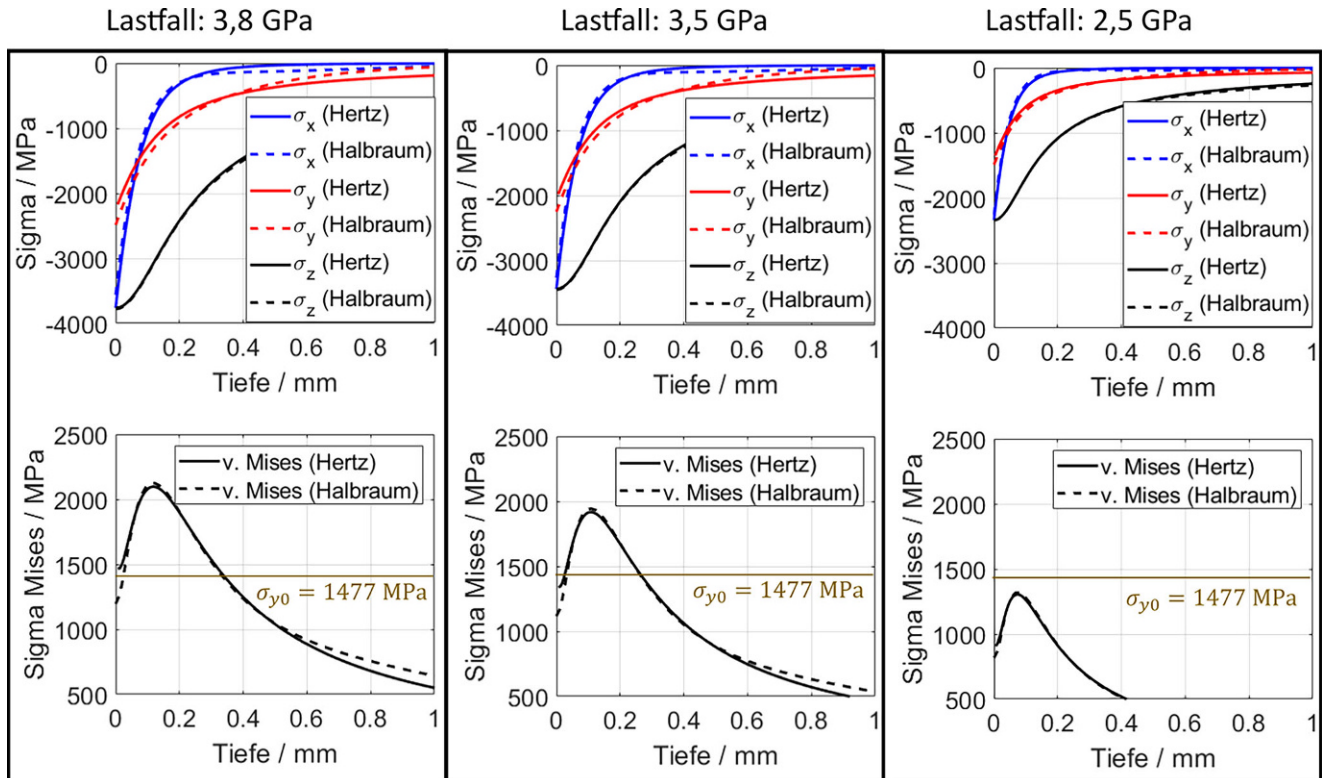 Lastfall: 3,8 GPa
Lastfall: 3,5 GPa
Lastfall: 2,5 GPa
Sigma / MPa
0
-1000
-2000
-3000
-4000
σx (Hertz)
σx (Halbraum)
σy (Hertz)
σy (Halbraum)
σz (Hertz)
σz (Halbraum)
0 0.2 0.4 0.6 0.8 1
Tiefe / mm
Sigma / MPa
0
-1000
-2000
-3000
-4000
σx (Hertz)
σx (Halbraum)
σy (Hertz)
σy (Halbraum)
σz (Hertz)
σz (Halbraum)
0 0.2 0.4 0.6 0.8 1
Tiefe / mm
Sigma / MPa
0
-1000
-2000
-3000
-4000
σx (Hertz)
σx (Halbraum)
σy (Hertz)
σy (Halbraum)
σz (Hertz)
σz (Halbraum)
0 0.2 0.4 0.6 0.8 1
Tiefe / mm
Sigma Mises / MPa
2500
2000
1500
1000
500
v. Mises (Hertz)
v. Mises (Halbraum)
σy0 = 1477 MPa
0 0.2 0.4 0.6 0.8 1
Tiefe / mm
Sigma Mises / MPa
2500
2000
1500
1000
500
v. Mises (Hertz)
v. Mises (Halbraum)
σy0 = 1477 MPa
0 0.2 0.4 0.6 0.8 1
Tiefe / mm
Sigma Mises / MPa
2500
2000
1500
1000
500
v. Mises (Hertz)
v. Mises (Halbraum)
σy0 = 1477 MPa
0 0.2 0.4 0.6 0.8 1
Tiefe / mm